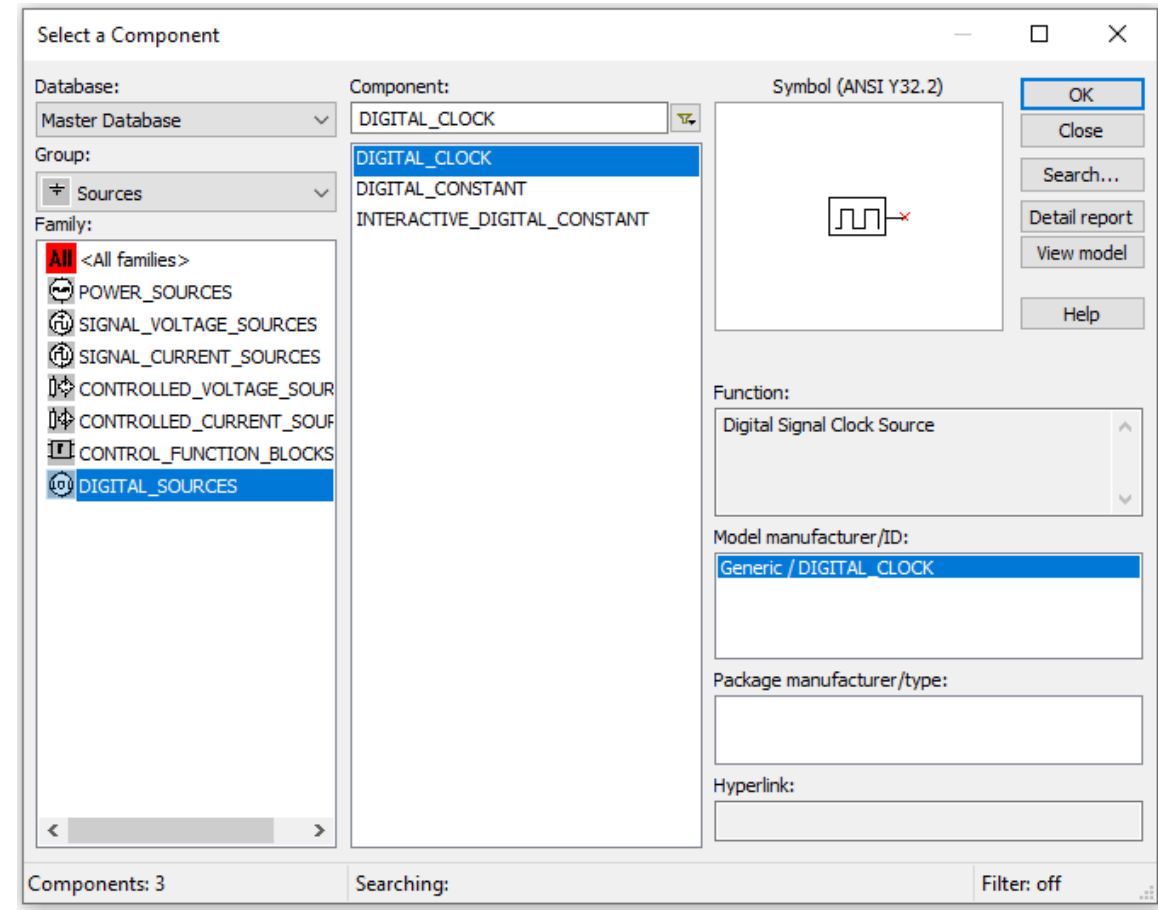 Select a Component
Database:
Master Database
Group:
Sources
Family:
All <All families>
POWER_SOURCES
SIGNAL_VOLTAGE_SOURCES
SIGNAL_CURRENT_SOURCES
CONTROLLED_VOLTAGE_SOUR
CONTROLLED_CURRENT_SOUF
CONTROL_FUNCTION_BLOCKS
DIGITAL_SOURCES
Component:
DIGITAL_CLOCK
DIGITAL_CLOCK
DIGITAL_CONSTANT
INTERACTIVE_DIGITAL_CONSTANT
Symbol (ANSI Y32.2)
OK
Close
Search...
Detail report
View model
Help
Function:
Digital Signal Clock Source
Model manufacturer/ID:
Generic / DIGITAL_CLOCK
Package manufacturer/type:
Hyperlink:
Components: 3
Searching:
Filter: off